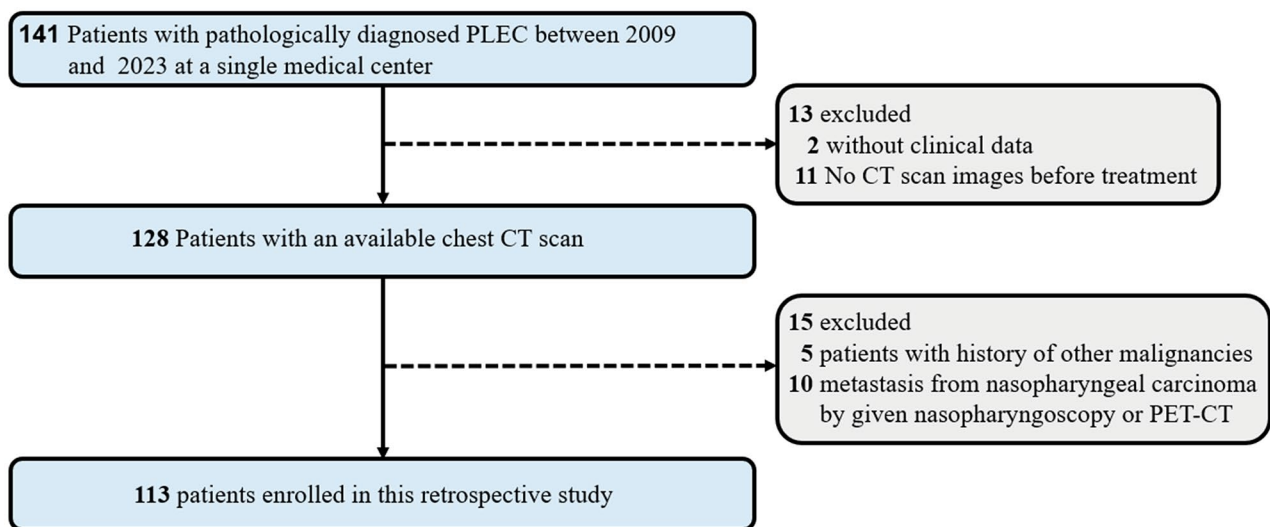 141 Patients with pathologically diagnosed PLEC between 2009
and 2023 at a single medical center
13 excluded
2 without clinical data
11 No CT scan images before treatment
128 Patients with an available chest CT scan
15 excluded
5 patients with history of other malignancies
10 metastasis from nasopharyngeal carcinoma
by given nasopharyngoscopy or PET-CT
113 patients enrolled in this retrospective study